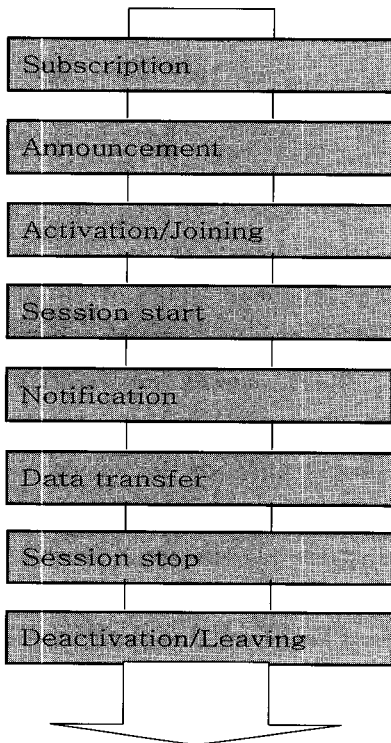 Subscription
Announcement
Activation/Joining
Session start
Notification
Data transfer
Session stop
Deactivation/Leaving